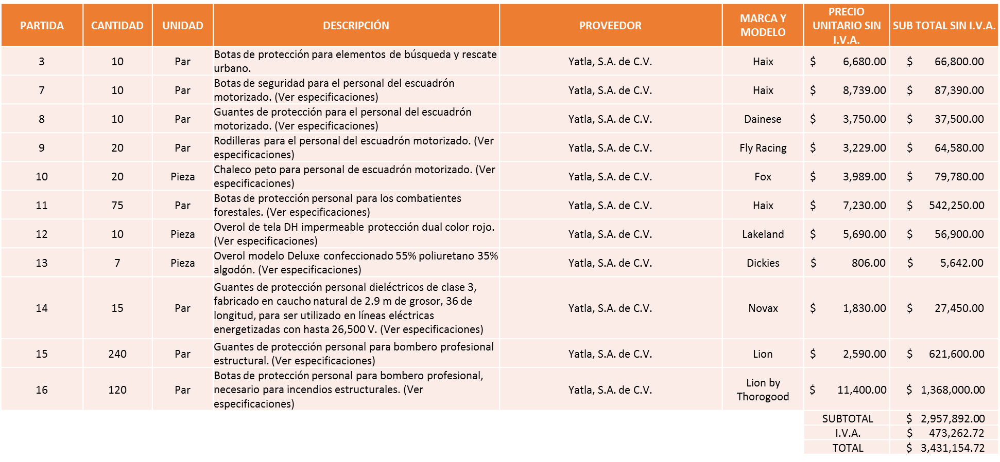 PARTIDA CANTIDAD UNIDAD DESCRIPCIÓN PROVEEDOR MARCA Y MODELO PRECIO UNITARIO SIN I.V.A. SUB TOTAL SIN I.V.A.
3 10 Par Botas de protección para elementos de búsqueda y rescate
urbano. Yatla, S.A. de C.V. Haix $ 6,680.00 $ 66,800.00
7 10 Par Botas de seguridad para el personal del escuadrón
motorizado. (Ver especificaciones) Yatla, S.A. de C.V. Haix $ 8,739.00 $ 87,390.00
8 10 Par Guantes de protección para el personal del escuadrón
motorizado. (Ver especificaciones) Yatla, S.A. de C.V. Dainese $ 3,750.00 $ 37,500.00
9 20 Par Rodilleras para el personal del escuadrón motorizado. (Ver
especificaciones) Yatla, S.A. de C.V. Fly Racing $ 3,229.00 $ 64,580.00
10 20 Pieza Chaleco peto para personal de escuadrón motorizado. (Ver
especificaciones) Yatla, S.A. de C.V. Fox $ 3,989.00 $ 79,780.00
11 75 Par Botas de protección personal para los combatientes
forestales. (Ver especificaciones) Yatla, S.A. de C.V. Haix $ 7,230.00 $ 542,250.00
12 10 Pieza Overol de tela DH impermeable protección dual color rojo.
(Ver especificaciones) Yatla, S.A. de C.V. Lakeland $ 5,690.00 $ 56,900.00
13 7 Pieza Overol modelo Deluxe confeccionado 55% poliuretano 35%
algodón. (Ver especificaciones) Yatla, S.A. de C.V. Dickies $ 806.00 $ 5,642.00
14 15 Par Guantes de protección personal dieléctricos de clase 3,
fabricado en caucho natural de 2.9 m de grosor, 36 de
longitud, para ser utilizado en líneas eléctricas
energetizadas con hasta 26,500 V. (Ver especificaciones) Yatla, S.A. de C.V. Novax $ 1,830.00 $ 27,450.00
15 240 Par Guantes de protección personal para bombero profesional
estructural. (Ver especificaciones) Yatla, S.A. de C.V. Lion $ 2,590.00 $ 621,600.00
16 120 Par Botas de protección personal para bombero profesional,
necesario para incendios estructurales. (Ver
especificaciones) Yatla, S.A. de C.V. Lion by Thorogood $ 11,400.00 $ 1,368,000.00
SUBTOTAL $ 2,957,892.00
I.V.A. $ 473,262.72
TOTAL $ 3,431,154.72